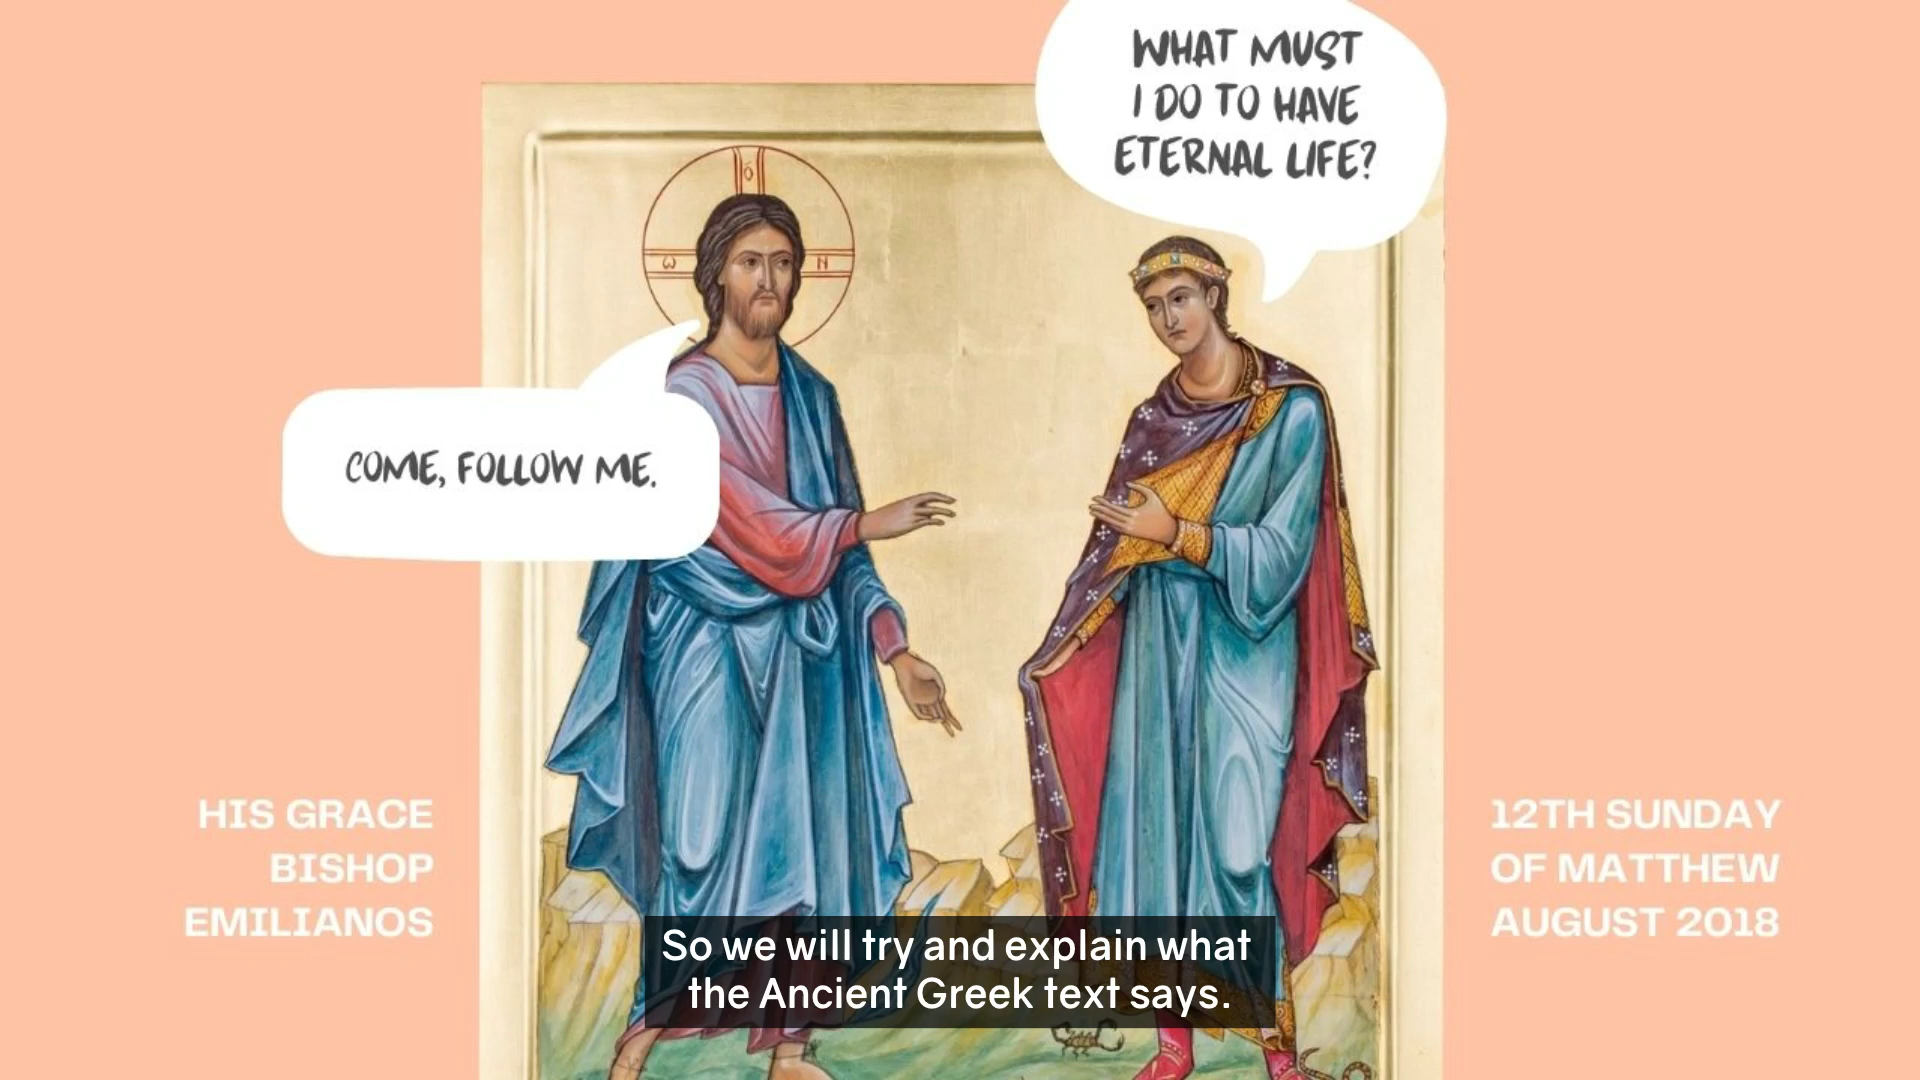 WHAT MUST
I DO TO HAVE
ETERNAL LIFE?
Ὁ
Ω
Ν
COME, FOLLOW ME.
HIS GRACE
BISHOP
EMILIANOS
12TH SUNDAY
OF MATTHEW
AUGUST 2018
So we will try and explain what
the Ancient Greek text says.